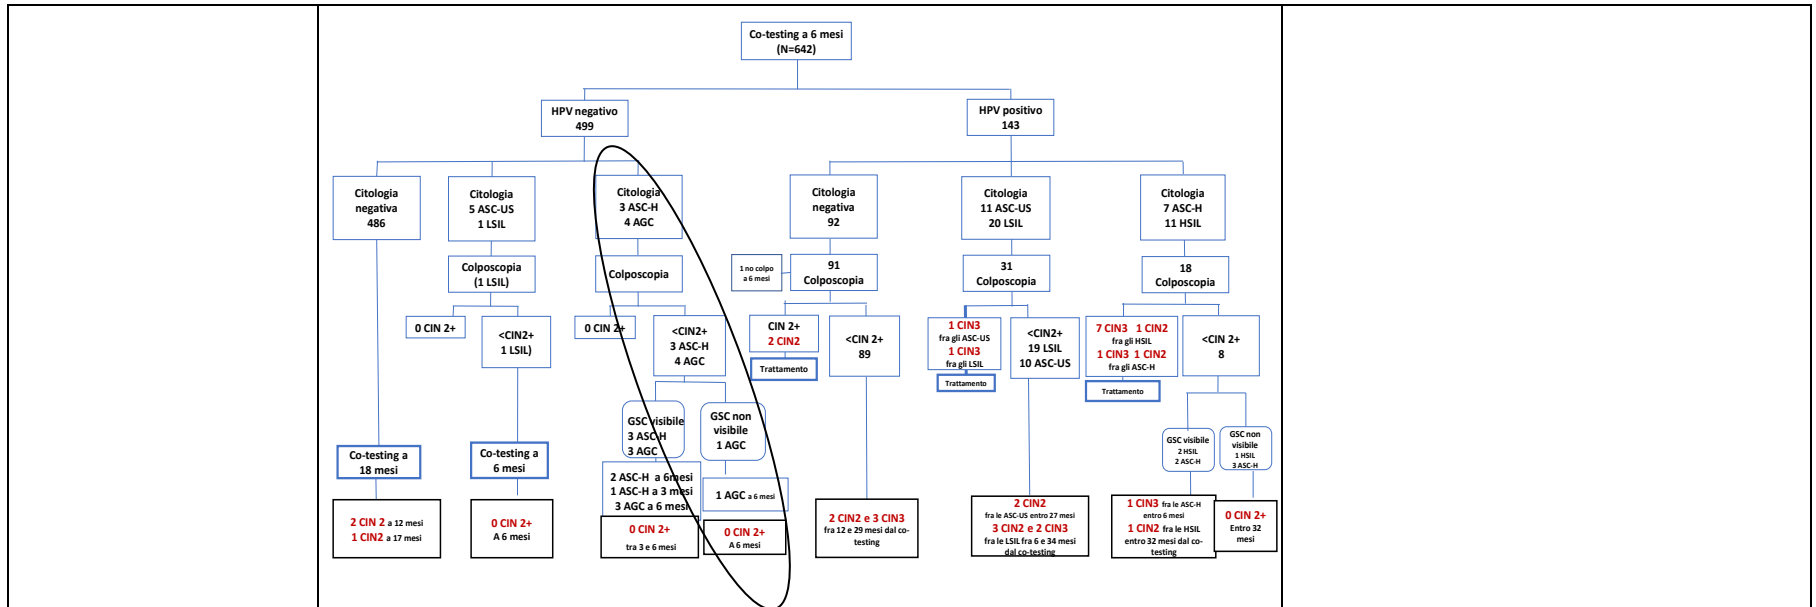 Co-testing a 6 mesi
(N=642)
HPV negativo
499
HPV positivo
143
Citologia
negativa
486
Citologia
5 ASC-US
1 LSIL
Citologia
3 ASC-H
4 AGC
Citologia
negativa
92
Citologia
11 ASC-US
20 LSIL
Citologia
7 ASC-H
11 HSIL
Colposcopia
(1 LSIL)
Colposcopia
1 no colpo
a 6 mesi
91
Colposcopia
31
Colposcopia
18
Colposcopia
0 CIN 2+
<CIN2+
1 LSIL)
0 CIN 2+
<CIN2+
3 ASC-H
4 AGC
CIN 2+
2 CIN2
Trattamento
<CIN 2+
89
1 CIN3
fra gli ASC-US
1 CIN3
fra gli LSIL
Trattamento
<CIN2+
19 LSIL
10 ASC-US
7 CIN3 1 CIN2
fra gli HSIL
1 CIN3 1 CIN2
fra gli ASC-H
Trattamento
<CIN 2+
8
GSC visibile
3 ASC-H
3 AGC
GSC non
visibile
1 AGC
GSC visibile
2 HSIL
2 ASC-H
GSC non
visibile
1 HSIL
3 ASC-H
Co-testing a
18 mesi
Co-testing a
6 mesi
2 ASC-H a 6mesi
1 ASC-H a 3 mesi
3 AGC a 6 mesi
1 AGC a 6 mesi
2 CIN 2 a 12 mesi
1 CIN2 a 17 mesi
0 CIN 2+
A 6 mesi
0 CIN 2+
tra 3 e 6 mesi
0 CIN 2+
A 6 mesi
2 CIN2 e 3 CIN3
fra 12 e 29 mesi dal co-
testing
2 CIN2
fra le ASC-US entro 27 mesi
3 CIN2 e 2 CIN3
fra le LSIL fra 6 e 34 mesi
dal co-testing
1 CIN3 fra le ASC-H
entro 6 mesi
1 CIN2 fra le HSIL
entro 32 mesi dal co-
testing
0 CIN 2+
Entro 32
mesi